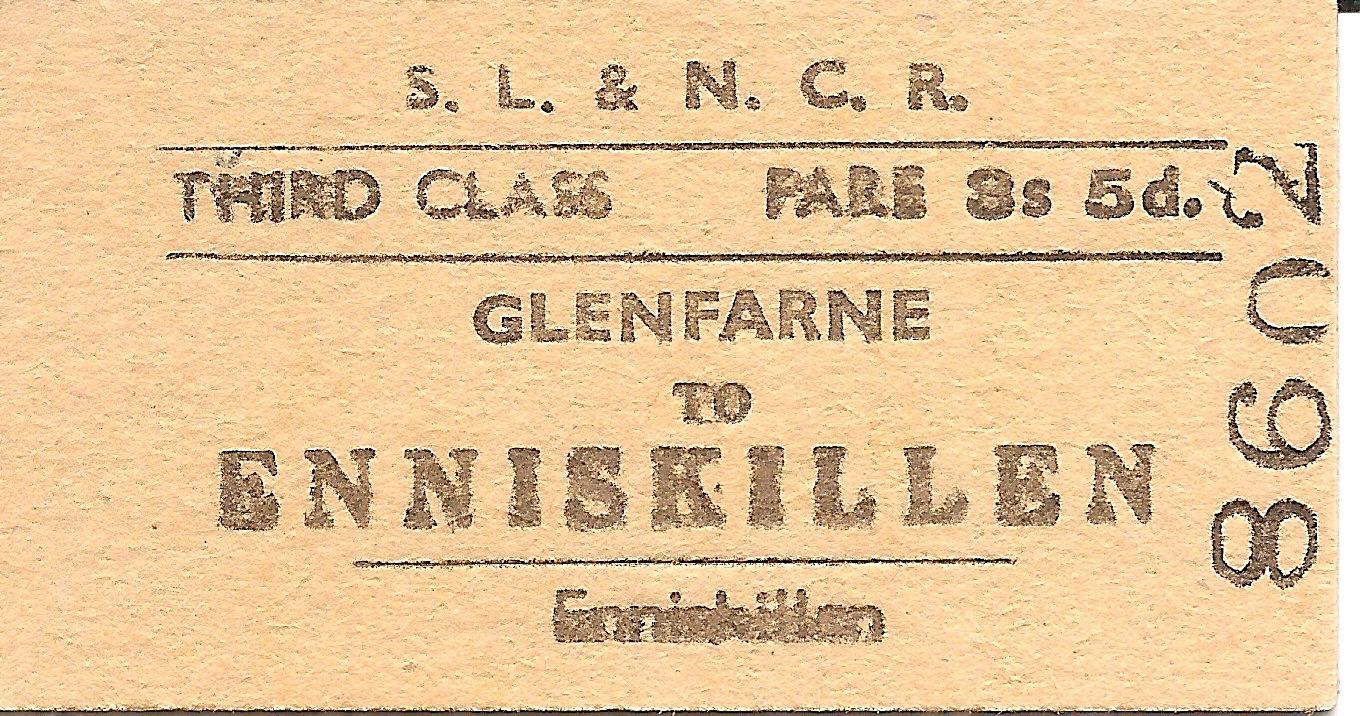 S. L. & N. C. R.
THIRD CLASS FARE 3s 5d.
GLENFARNE
TO
ENNISKILLEN
Enniskillen
8602